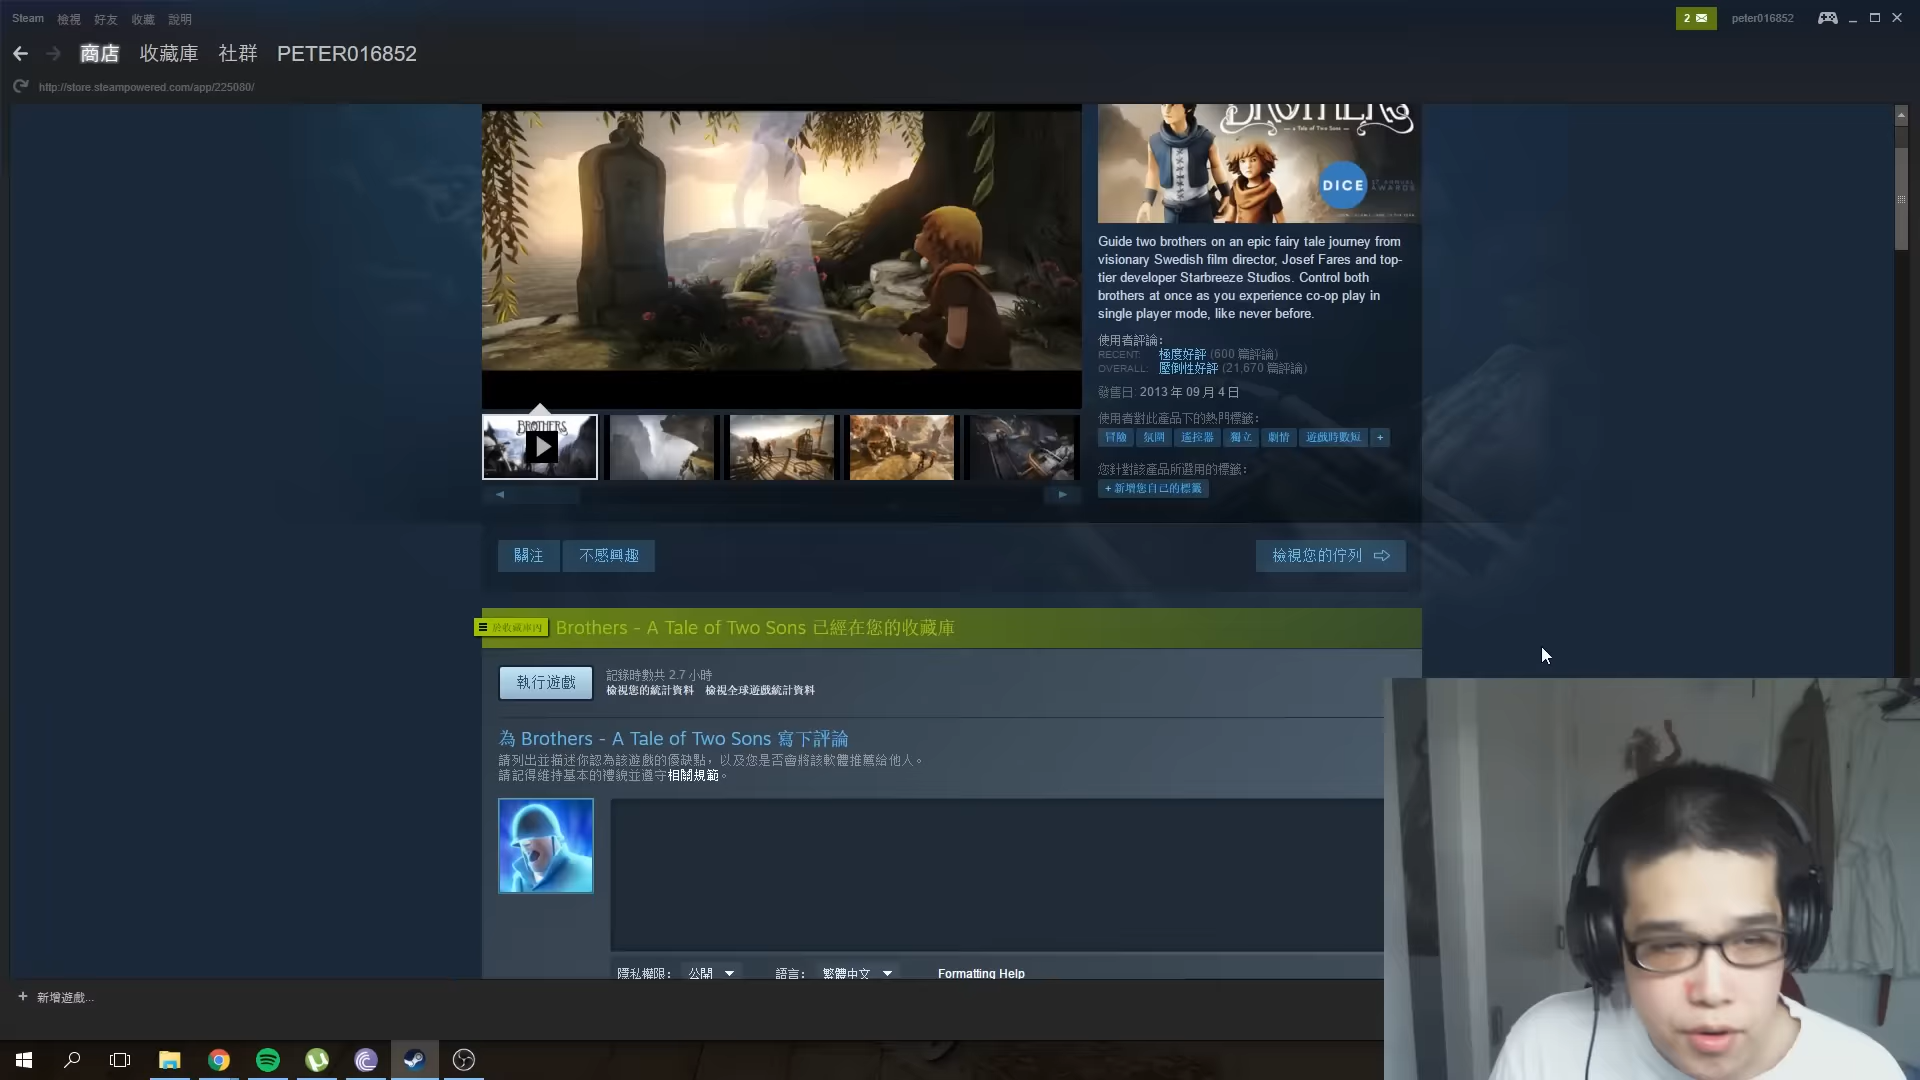 Steam 檢視 好友 收藏 說明
2
peter016852
商店 收藏庫 社群 PETER016852
http://store.steampowered.com/app/225080/
BROTHERS
a Tale of Two Sons
DICE
AWARDS
Guide two brothers on an epic fairy tale journey from
visionary Swedish film director, Josef Fares and top-
tier developer Starbreeze Studios. Control both
brothers at once as you experience co-op play in
single player mode, like never before.
使用者評論:
RECENT: 極度好評 (600 篇評論)
OVERALL: 壓倒性好評 (21,670 篇評論)
發售日: 2013 年 09 月 4 日
使用者對此產品下的熱門標籤:
冒險 氛圍 遙控器 獨立 劇情 遊戲時數短 +
您針對該產品所選用的標籤:
+ 新增您自己的標籤
BROTHERS
關注 不感興趣 檢視您的佇列
於收藏庫內 Brothers - A Tale of Two Sons 已經在您的收藏庫
執行遊戲
記錄時數共 2.7 小時
檢視您的統計資料 檢視全球遊戲統計資料
為 Brothers - A Tale of Two Sons 寫下評論
請列出並描述你認為該遊戲的優缺點，以及您是否會將該軟體推薦給他人。
請記得維持基本的禮貌並遵守相關規範。
隱私權限: 公開 語言: 繁體中文 Formatting Help
+ 新增遊戲...